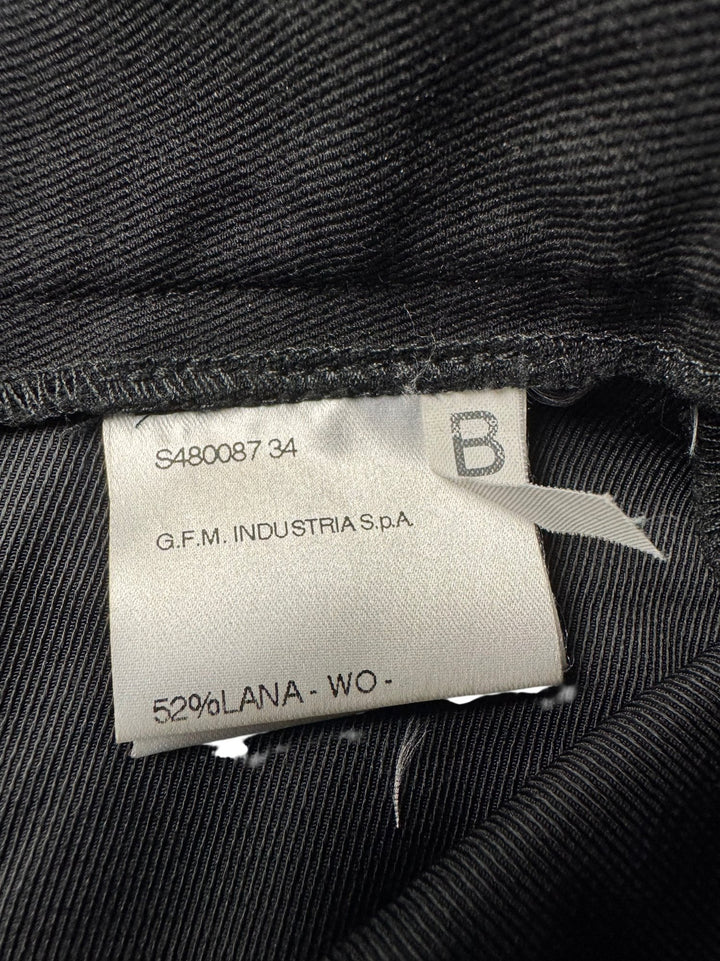 S480087 34
B
G.F.M. INDUSTRIA S.p.A.
52%LANA - WO -